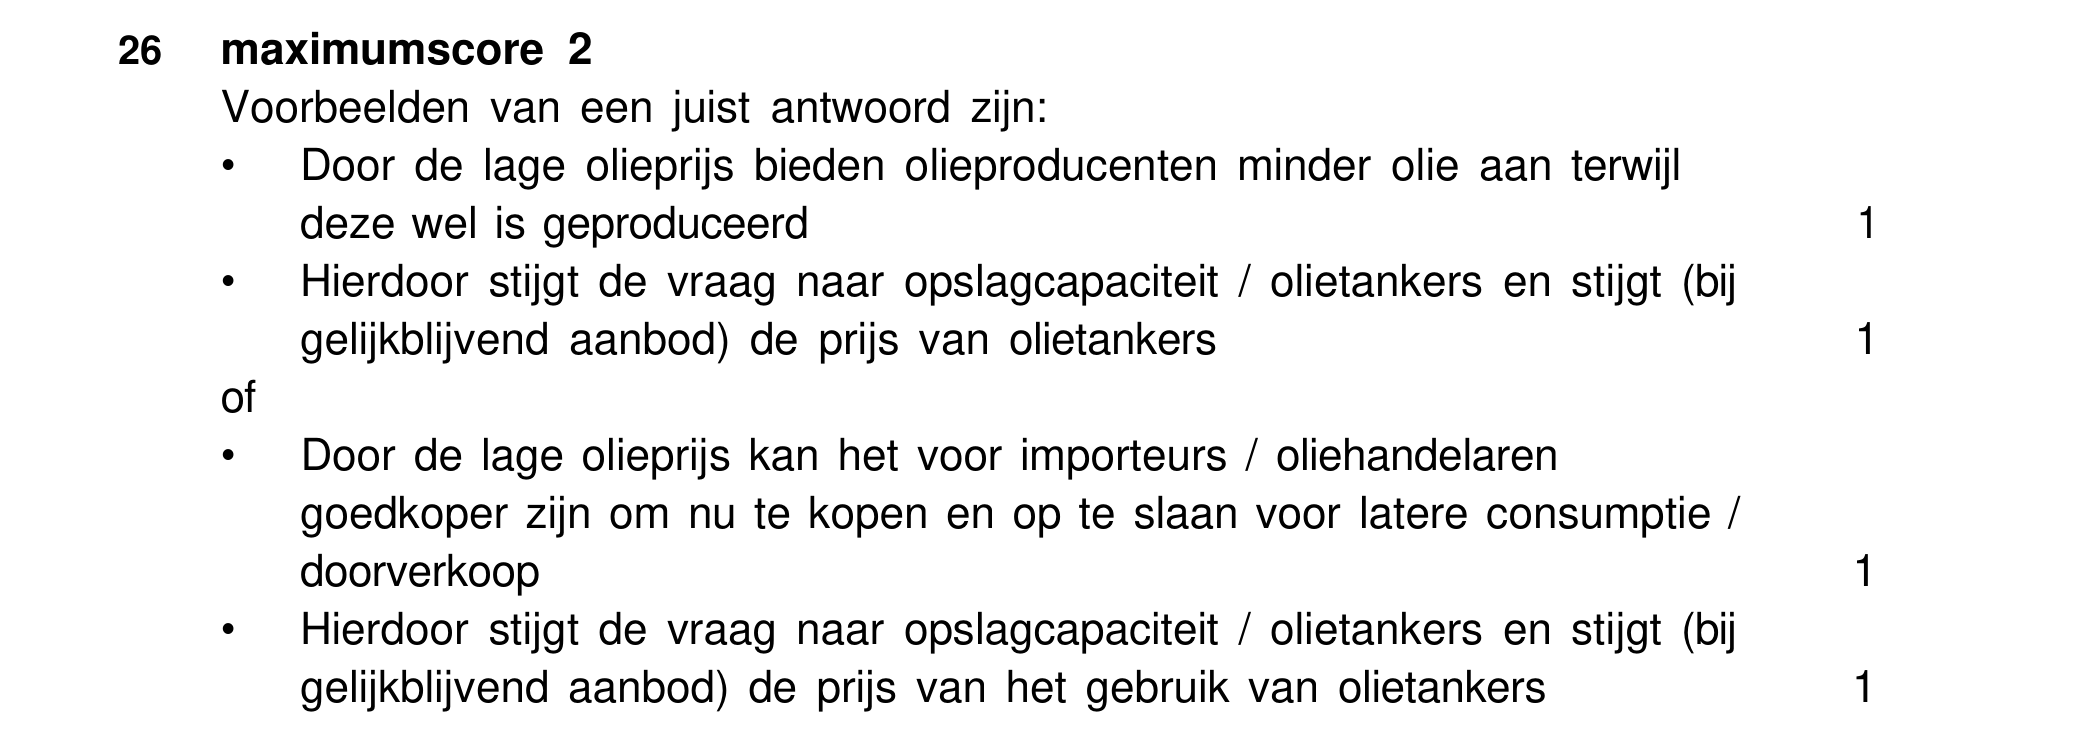 26 maximumscore 2
Voorbeelden van een juist antwoord zijn:
• Door de lage olieprijs bieden olieproducenten minder olie aan terwijl
deze wel is geproduceerd 1
• Hierdoor stijgt de vraag naar opslagcapaciteit / olietankers en stijgt (bij
gelijkblijvend aanbod) de prijs van olietankers 1
of
• Door de lage olieprijs kan het voor importeurs / oliehandelaren
goedkoper zijn om nu te kopen en op te slaan voor latere consumptie /
doorverkoop 1
• Hierdoor stijgt de vraag naar opslagcapaciteit / olietankers en stijgt (bij
gelijkblijvend aanbod) de prijs van het gebruik van olietankers 1